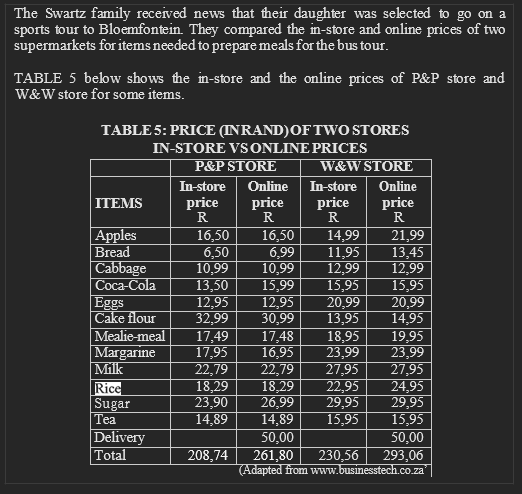 The Swartz family received news that their daughter was selected to go on a
sports tour to Bloemfontein. They compared the in-store and online prices of two
supermarkets for items needed to prepare meals for the bus tour.
TABLE 5 below shows the in-store and the online prices of P&P store and
W&W store for some items.
TABLE 5: PRICE (IN RAND) OF TWO STORES
IN-STORE VS ONLINE PRICES
P&P STORE W&W STORE
ITEMS In-store price R Online price R In-store price R Online price R
Apples 16,50 16,50 14,99 21,99
Bread 6,50 6,99 11,95 13,45
Cabbage 10,99 10,99 12,99 12,99
Coca-Cola 13,50 15,99 15,95 15,95
Eggs 12,95 12,95 20,99 20,99
Cake flour 32,99 30,99 13,95 14,95
Mealie-meal 17,49 17,48 18,95 19,95
Margarine 17,95 16,95 23,99 23,99
Milk 22,79 22,79 27,95 27,95
Rice 18,29 18,29 22,95 24,95
Sugar 23,90 26,99 29,95 29,95
Tea 14,89 14,89 15,95 15,95
Delivery 50,00 50,00
Total 208,74 261,80 230,56 293,06
(Adapted from www.businesstech.co.za